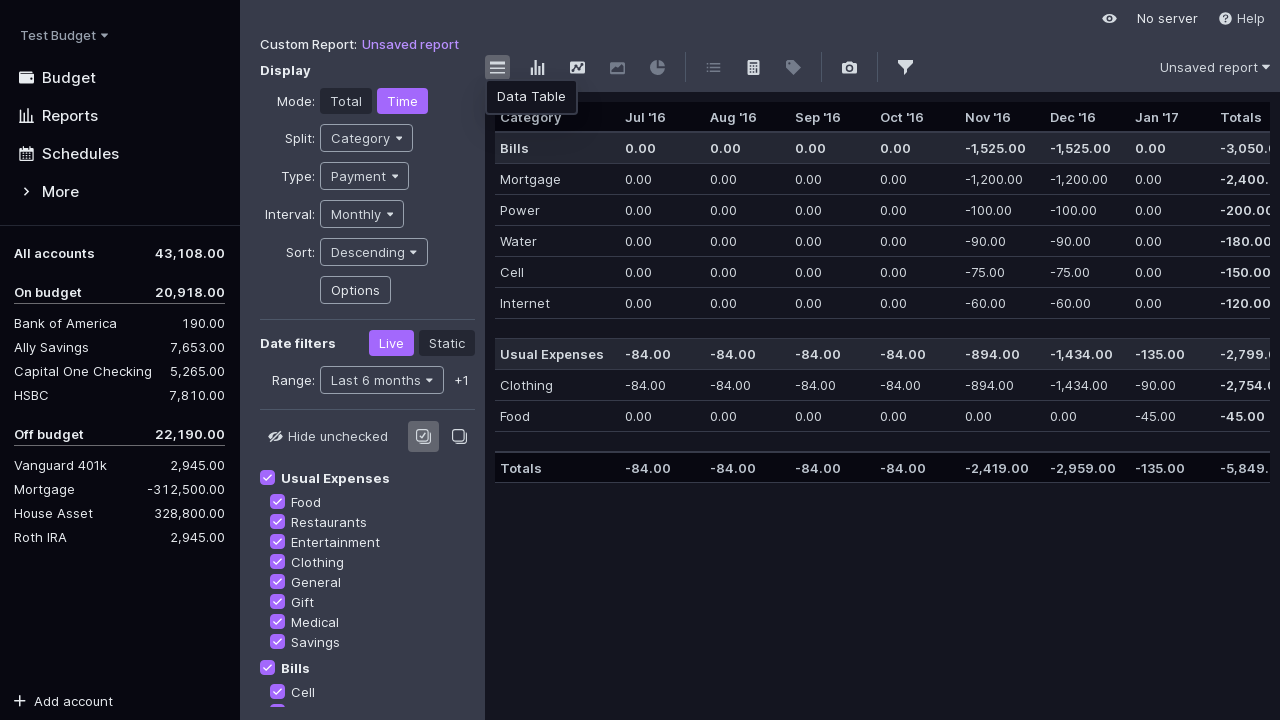 No server
Help
Test Budget
Budget
Reports
Schedules
More
All accounts 43,108.00
On budget 20,918.00
Bank of America 190.00
Ally Savings 7,653.00
Capital One Checking 5,265.00
HSBC 7,810.00
Off budget 22,190.00
Vanguard 401k 2,945.00
Mortgage -312,500.00
House Asset 328,800.00
Roth IRA 2,945.00
Add account
Custom Report: Unsaved report
Display
Mode: Total Time
Split: Category
Type: Payment
Interval: Monthly
Sort: Descending
Options
Date filters Live Static
Range: Last 6 months +1
Hide unchecked
Usual Expenses
Food
Restaurants
Entertainment
Clothing
General
Gift
Medical
Savings
Bills
Cell
Unsaved report
Data Table
Category Jul '16 Aug '16 Sep '16 Oct '16 Nov '16 Dec '16 Jan '17 Totals
Bills 0.00 0.00 0.00 0.00 -1,525.00 -1,525.00 0.00 -3,050.
Mortgage 0.00 0.00 0.00 0.00 -1,200.00 -1,200.00 0.00 -2,400.
Power 0.00 0.00 0.00 0.00 -100.00 -100.00 0.00 -200.00
Water 0.00 0.00 0.00 0.00 -90.00 -90.00 0.00 -180.00
Cell 0.00 0.00 0.00 0.00 -75.00 -75.00 0.00 -150.00
Internet 0.00 0.00 0.00 0.00 -60.00 -60.00 0.00 -120.00
Usual Expenses -84.00 -84.00 -84.00 -84.00 -894.00 -1,434.00 -135.00 -2,799.
Clothing -84.00 -84.00 -84.00 -84.00 -894.00 -1,434.00 -90.00 -2,754.
Food 0.00 0.00 0.00 0.00 0.00 0.00 -45.00 -45.00
Totals -84.00 -84.00 -84.00 -84.00 -2,419.00 -2,959.00 -135.00 -5,849.